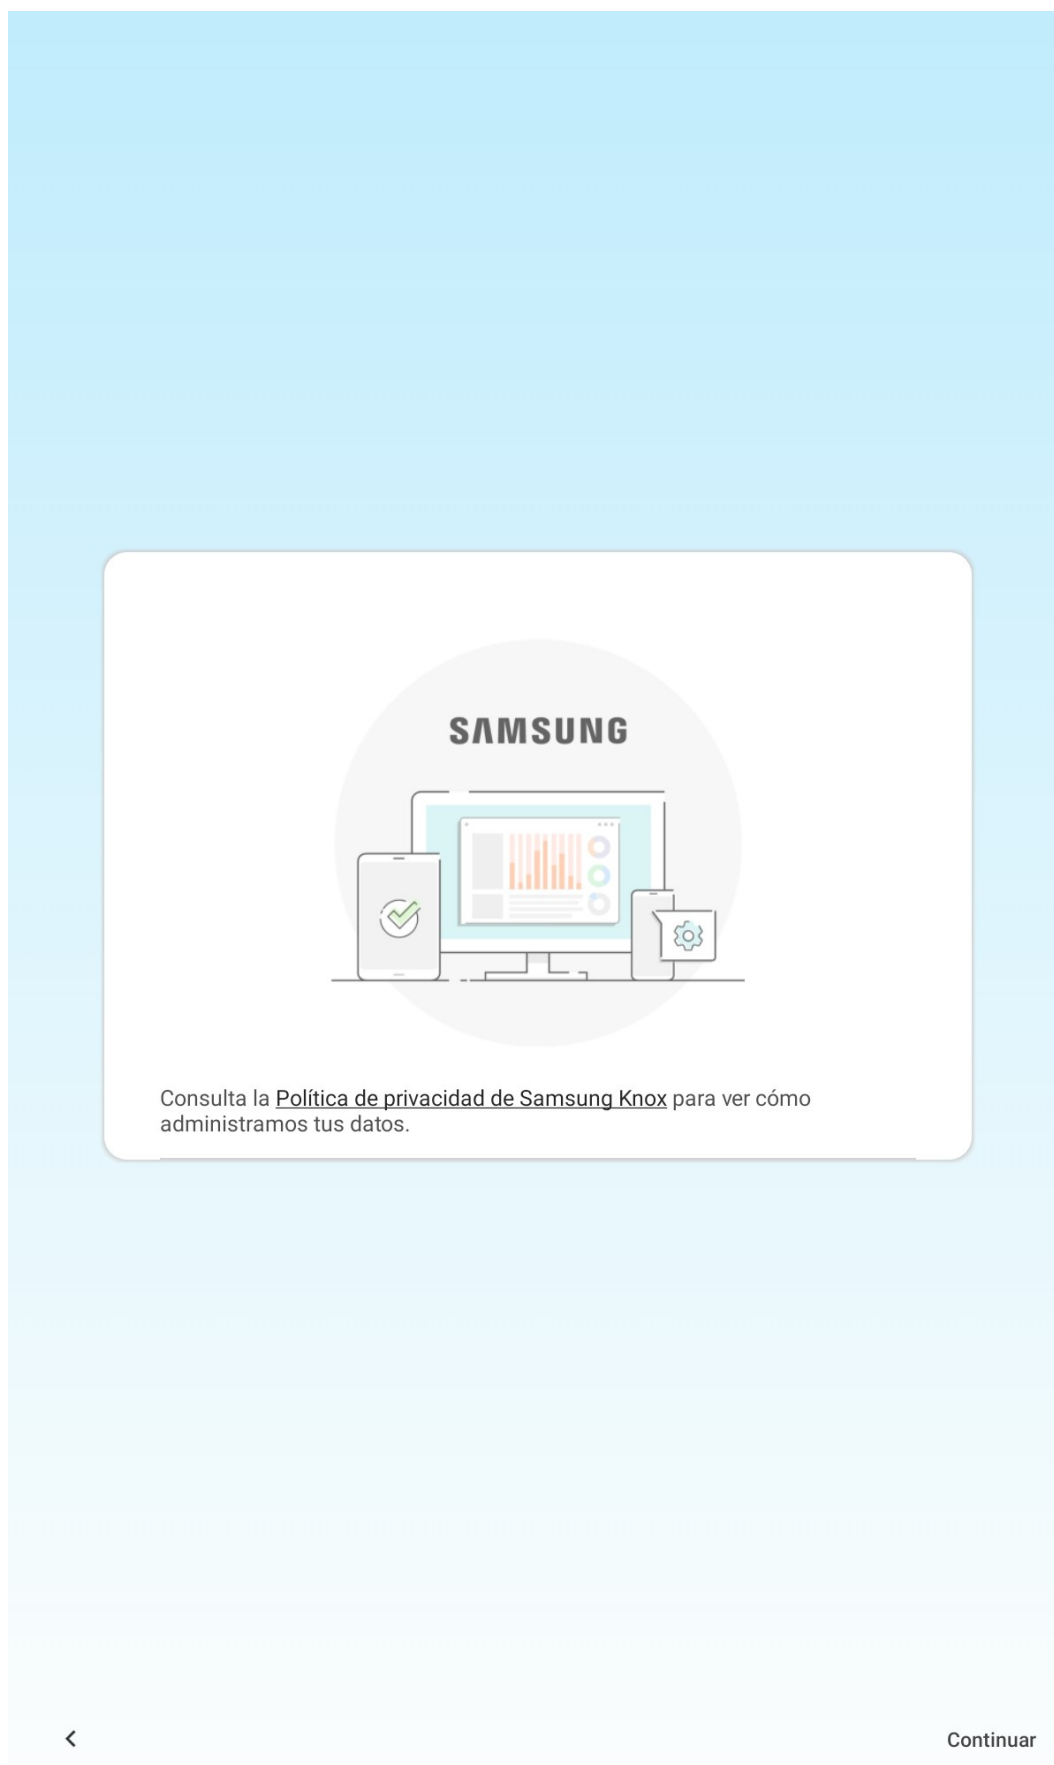 SAMSUNG
Consulta la Política de privacidad de Samsung Knox para ver cómo
administramos tus datos.
Continuar